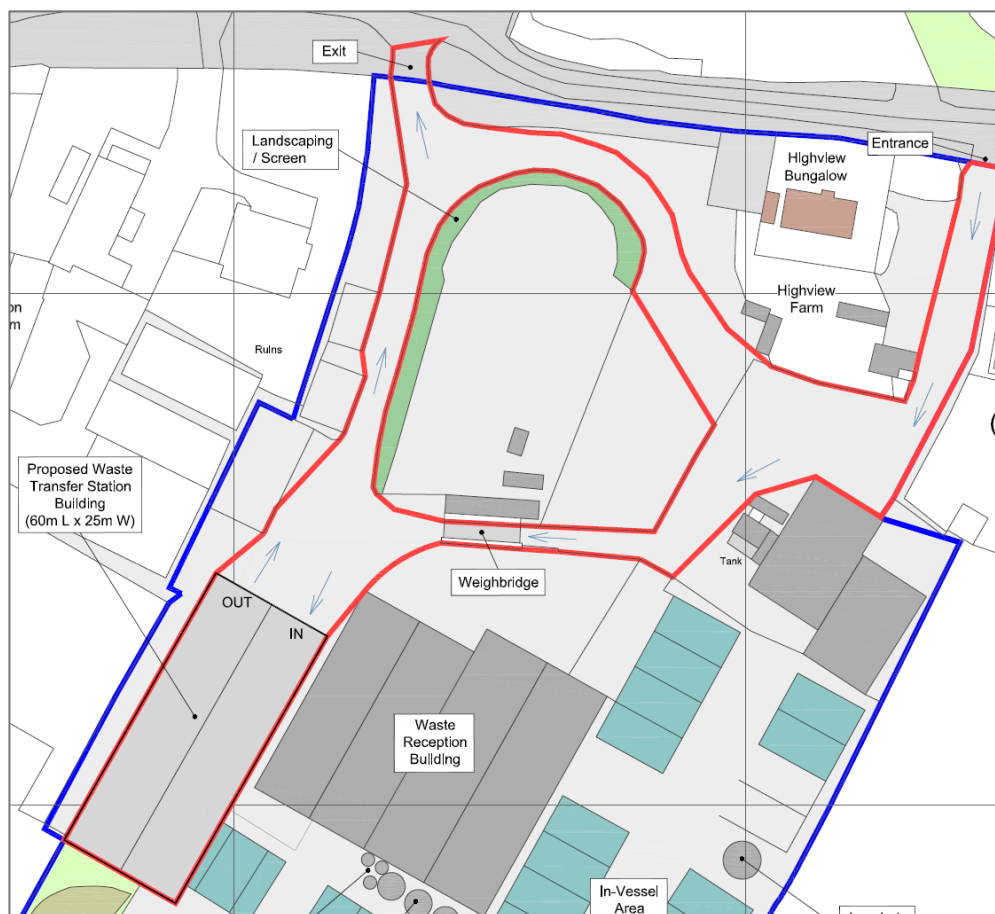 Exit
Landscaping
/ Screen
Highview
Bungalow
Entrance
Highview
Farm
on
m
Ruins
(
Proposed Waste
Transfer Station
Building
(60m L x 25m W)
Tank
Weighbridge
OUT
IN
Waste
Reception
Building
In-Vessel
Area